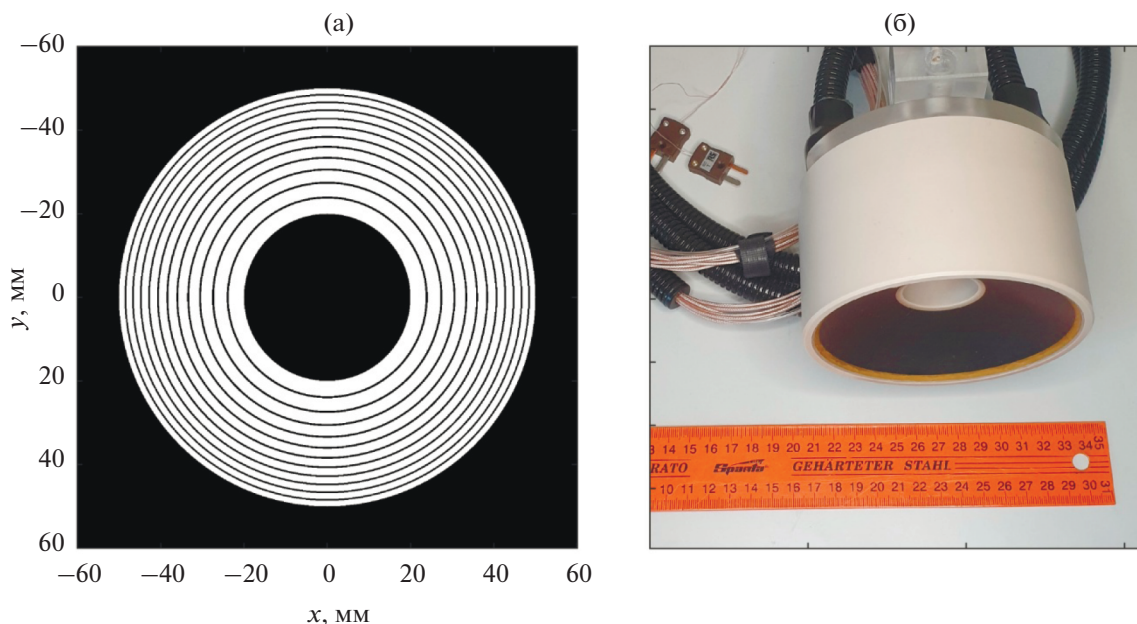 (а)
–60
–40
–20
0
20
40
60
y, мм
–60 –40 –20 0 20 40 60
x, мм
(б)
14 15 16 17 18 19 20 21 22 23 24 25 26 27 28 29 30 31 32 33 34 35
RATO Sparta GEHÄRTETER STAHL
10 11 12 13 14 15 16 17 18 19 20 21 22 23 24 25 26 27 28 29 30 31